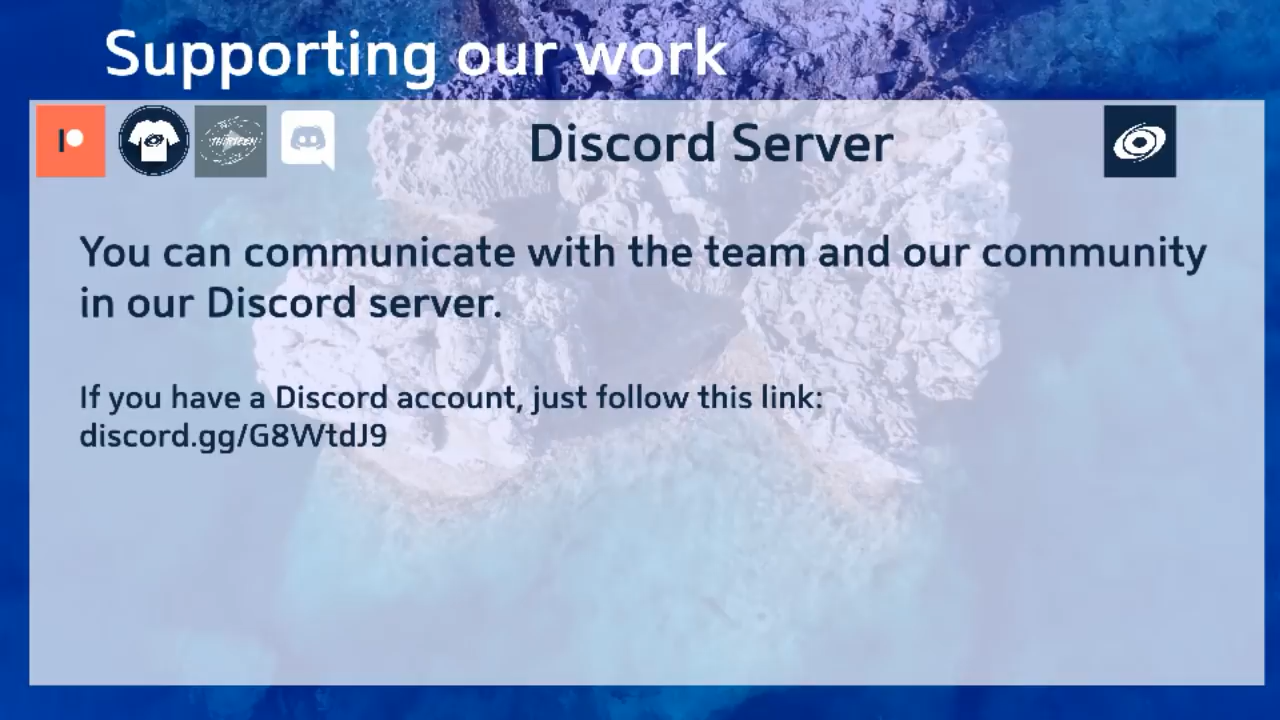 Supporting our work
THIRTEEN
Discord Server
You can communicate with the team and our community
in our Discord server.
If you have a Discord account, just follow this link:
discord.gg/G8WtdJ9